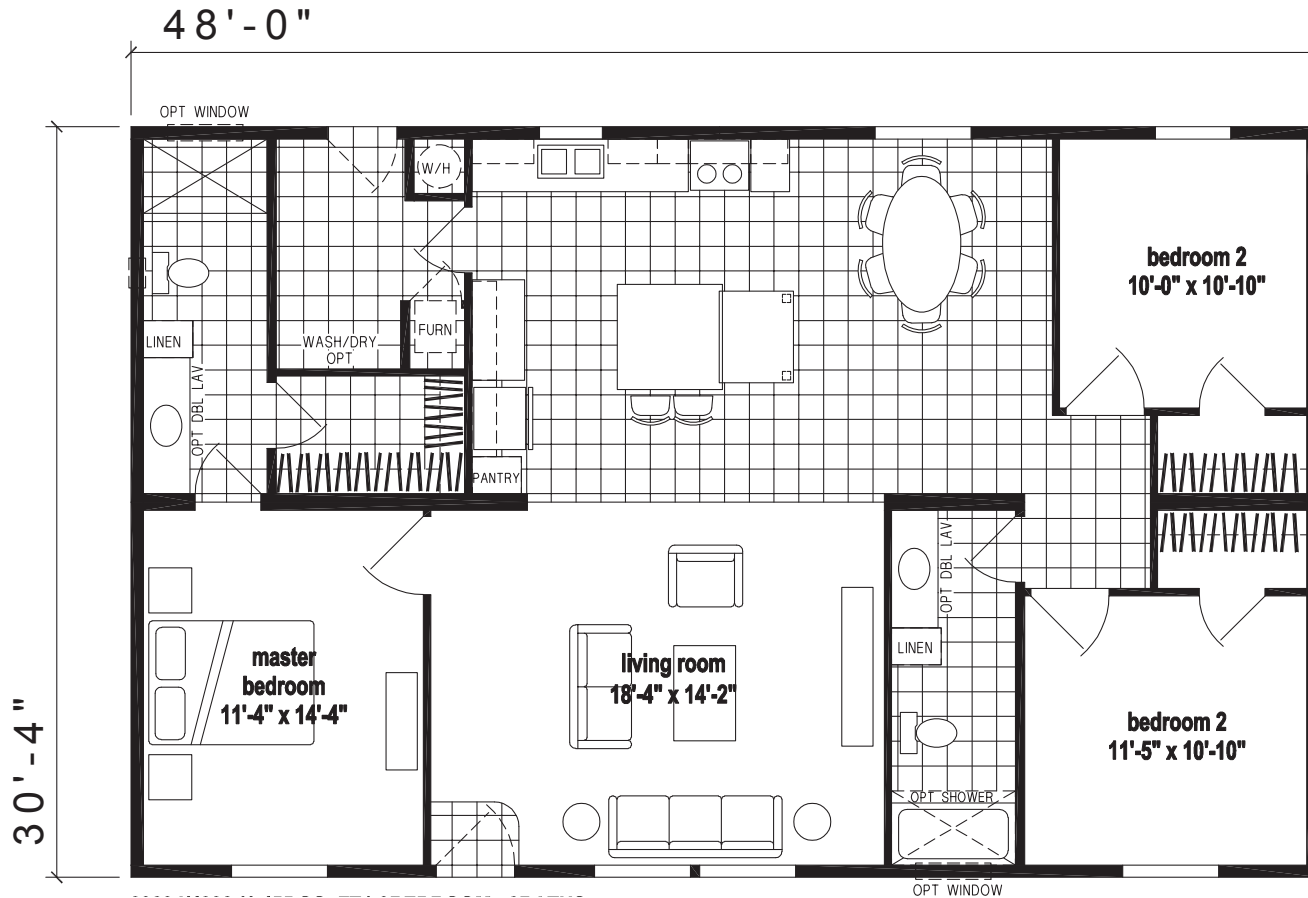 48'-0"
OPT WINDOW
W/H
bedroom 2
10'-0" x 10'-10"
LINEN
WASH/DRY
OPT
FURN
OPT DBL LAV
PANTRY
OPT DBL LAV
LINEN
master
bedroom
11'-4" x 14'-4"
living room
18'-4" x 14'-2"
bedroom 2
11'-5" x 10'-10"
30'-4"
OPT SHOWER
OPT WINDOW